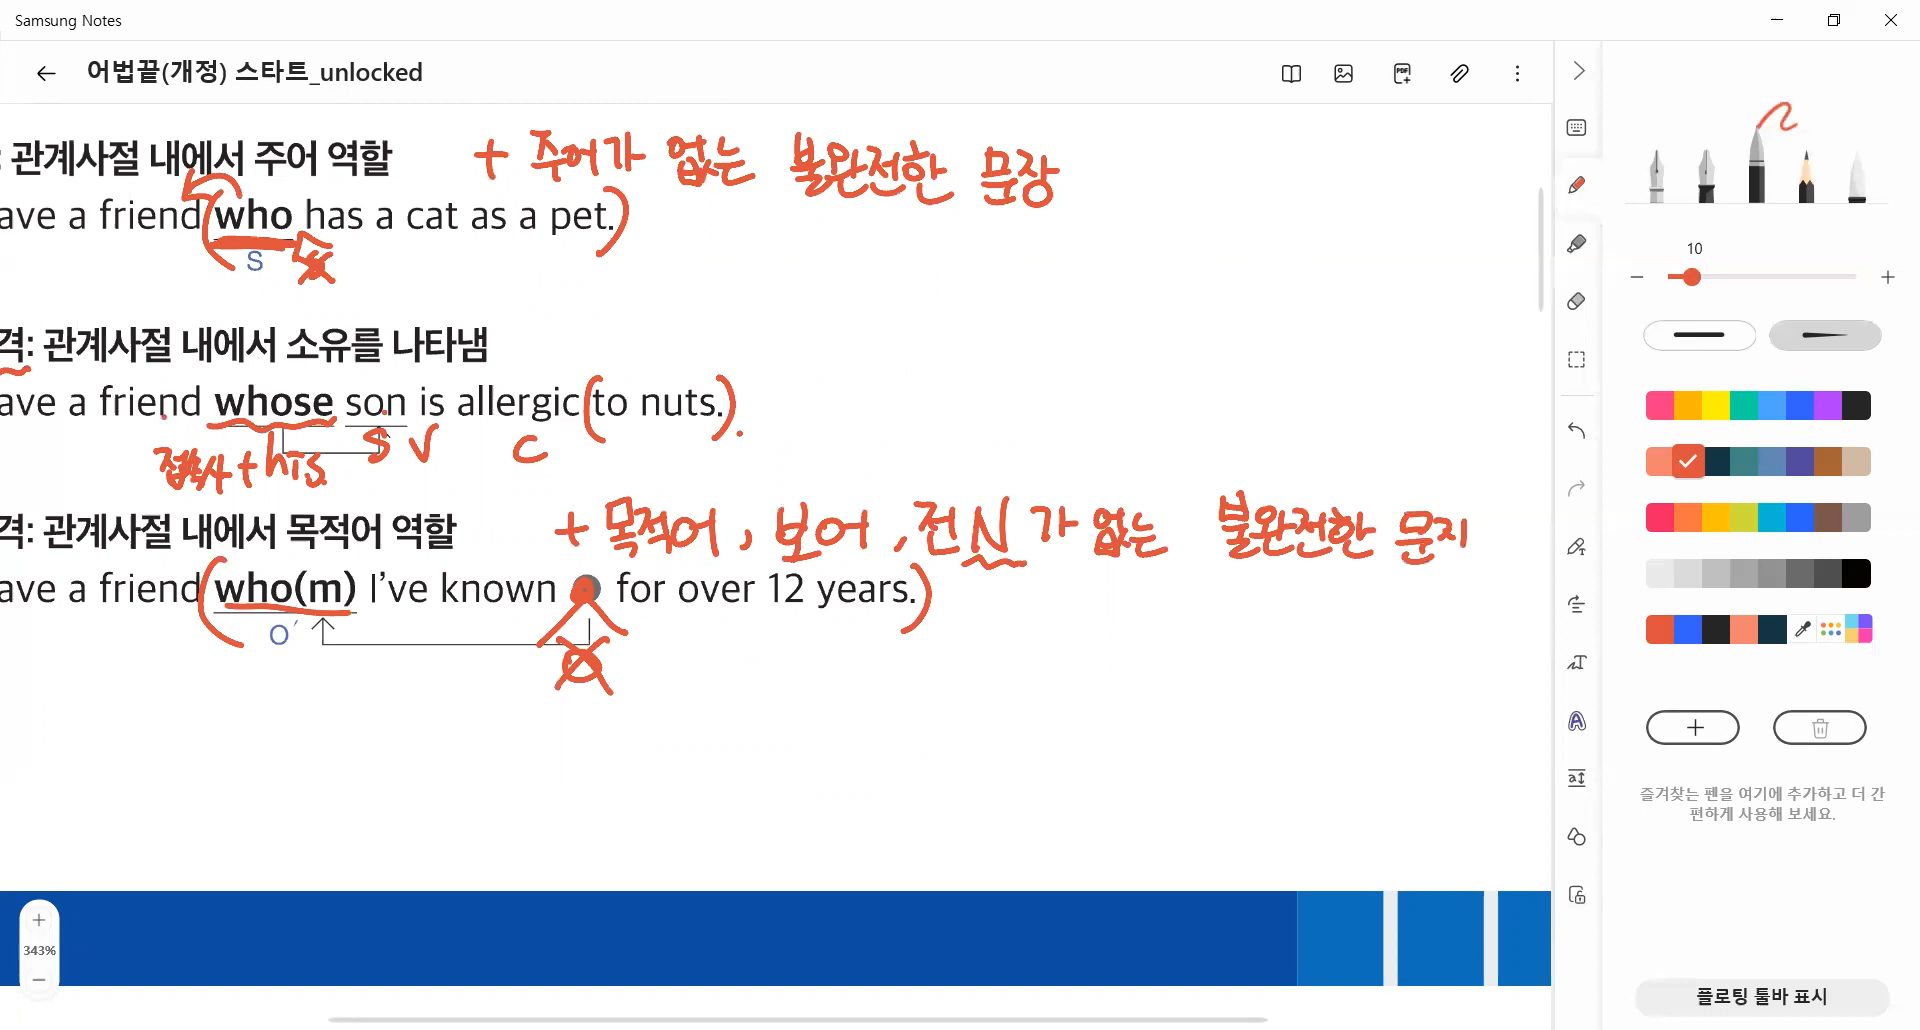 Samsung Notes
어법끝(개정) 스타트_unlocked
: 관계사절 내에서 주어 역할 + 주어가 없는 불완전한 문장
ave a friend who has a cat as a pet.
S
격: 관계사절 내에서 소유를 나타냄
ave a friend whose son is allergic (to nuts.)
접속사 + his S V C
격: 관계사절 내에서 목적어 역할 + 목적어, 보어, 전N가 없는 불완전한 문
ave a friend who(m) I've known for over 12 years.
O′
10
즐겨찾는 펜을 여기에 추가하고 더 간
편하게 사용해 보세요.
343%
플로팅 툴바 표시